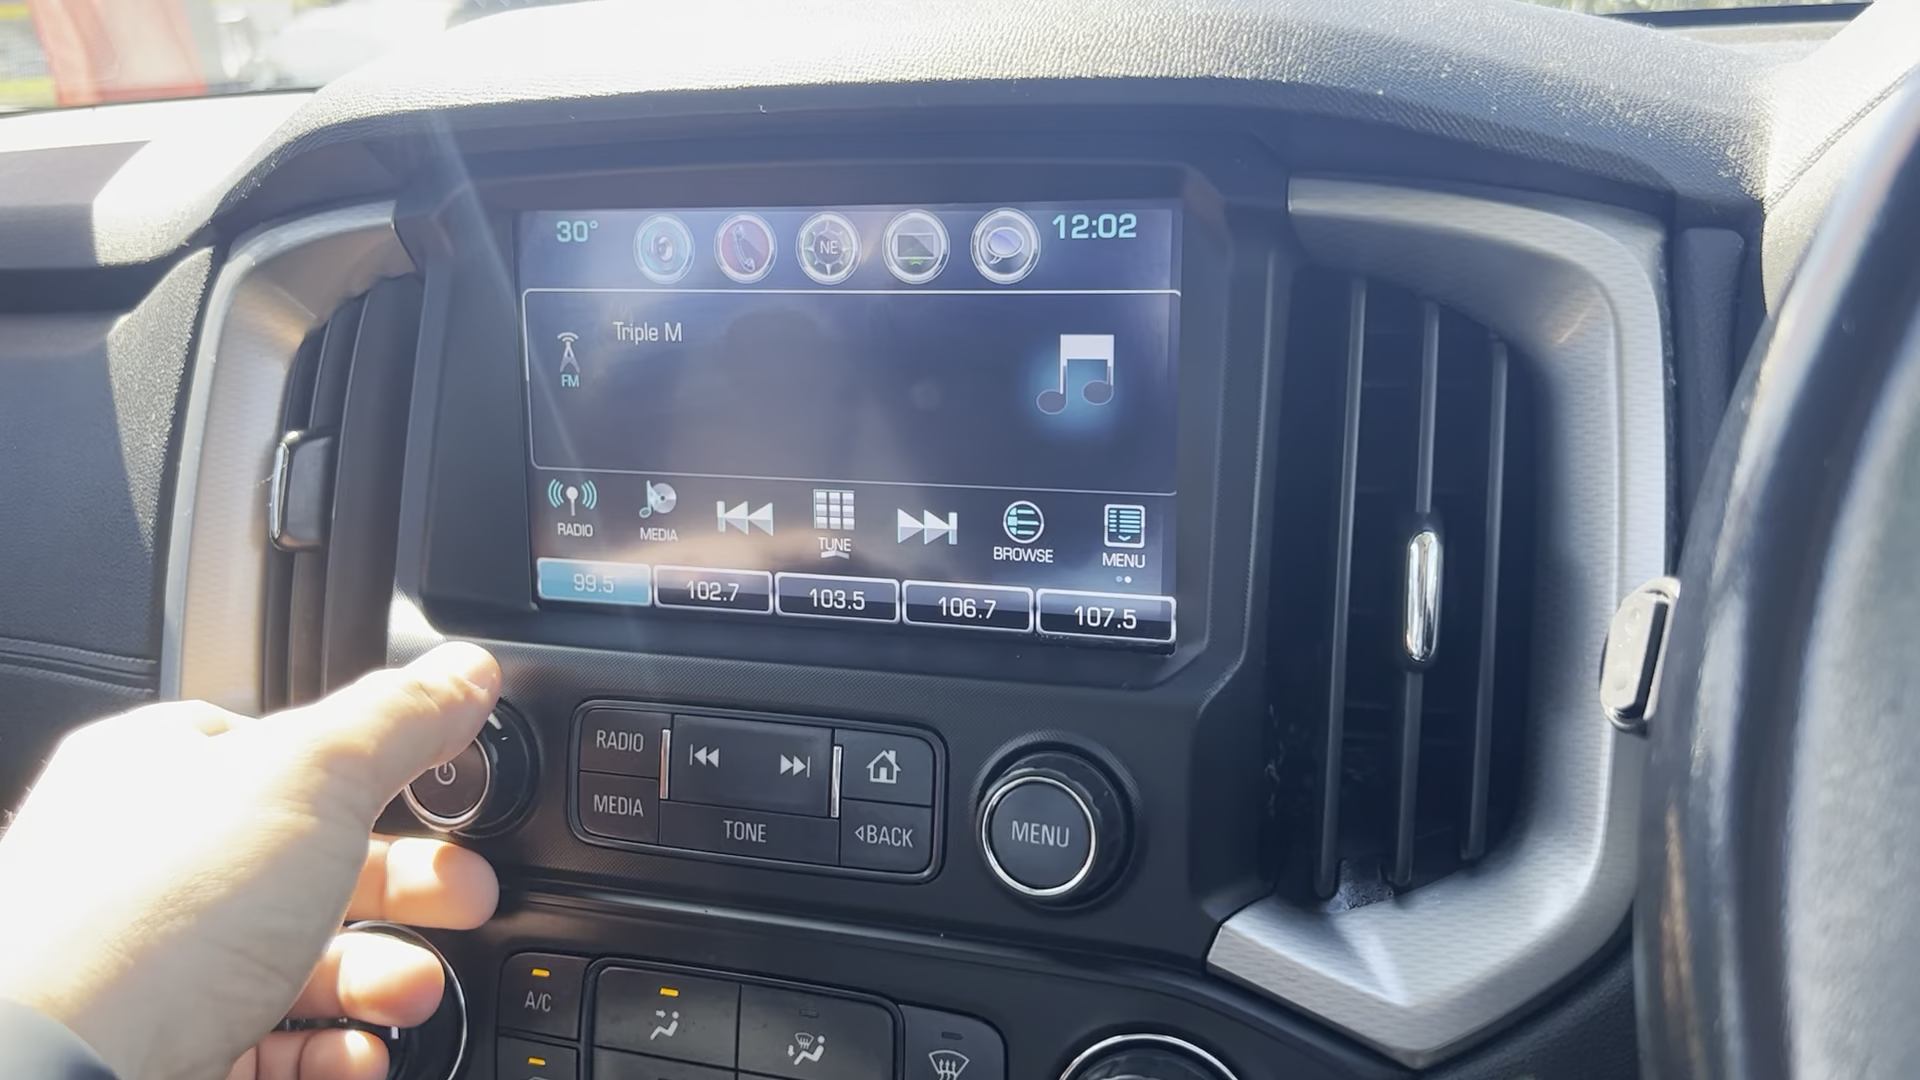 30°
NE
12:02
Triple M
FM
RADIO
MEDIA
TUNE
BROWSE
MENU
99.5
102.7
103.5
106.7
107.5
RADIO
MEDIA
TONE
BACK
MENU
A/C